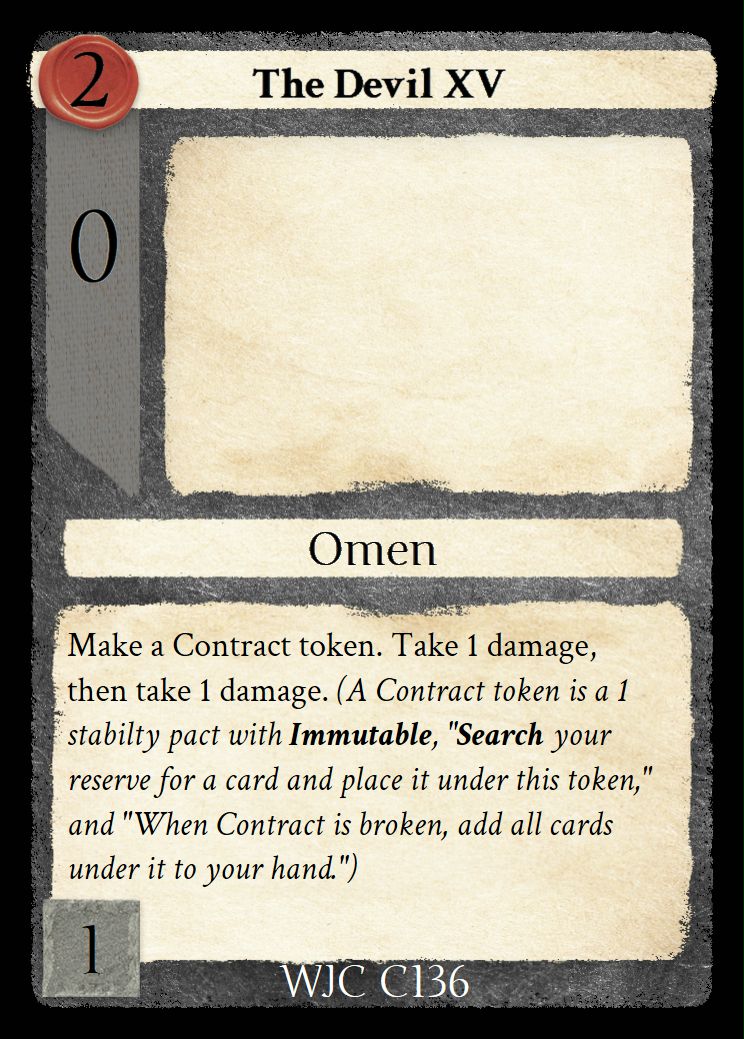 2
The Devil XV
0
Omen
Make a Contract token. Take 1 damage,
then take 1 damage. (A Contract token is a 1
stabilty pact with Immutable, "Search your
reserve for a card and place it under this token,"
and "When Contract is broken, add all cards
under it to your hand.")
1
WJC C136